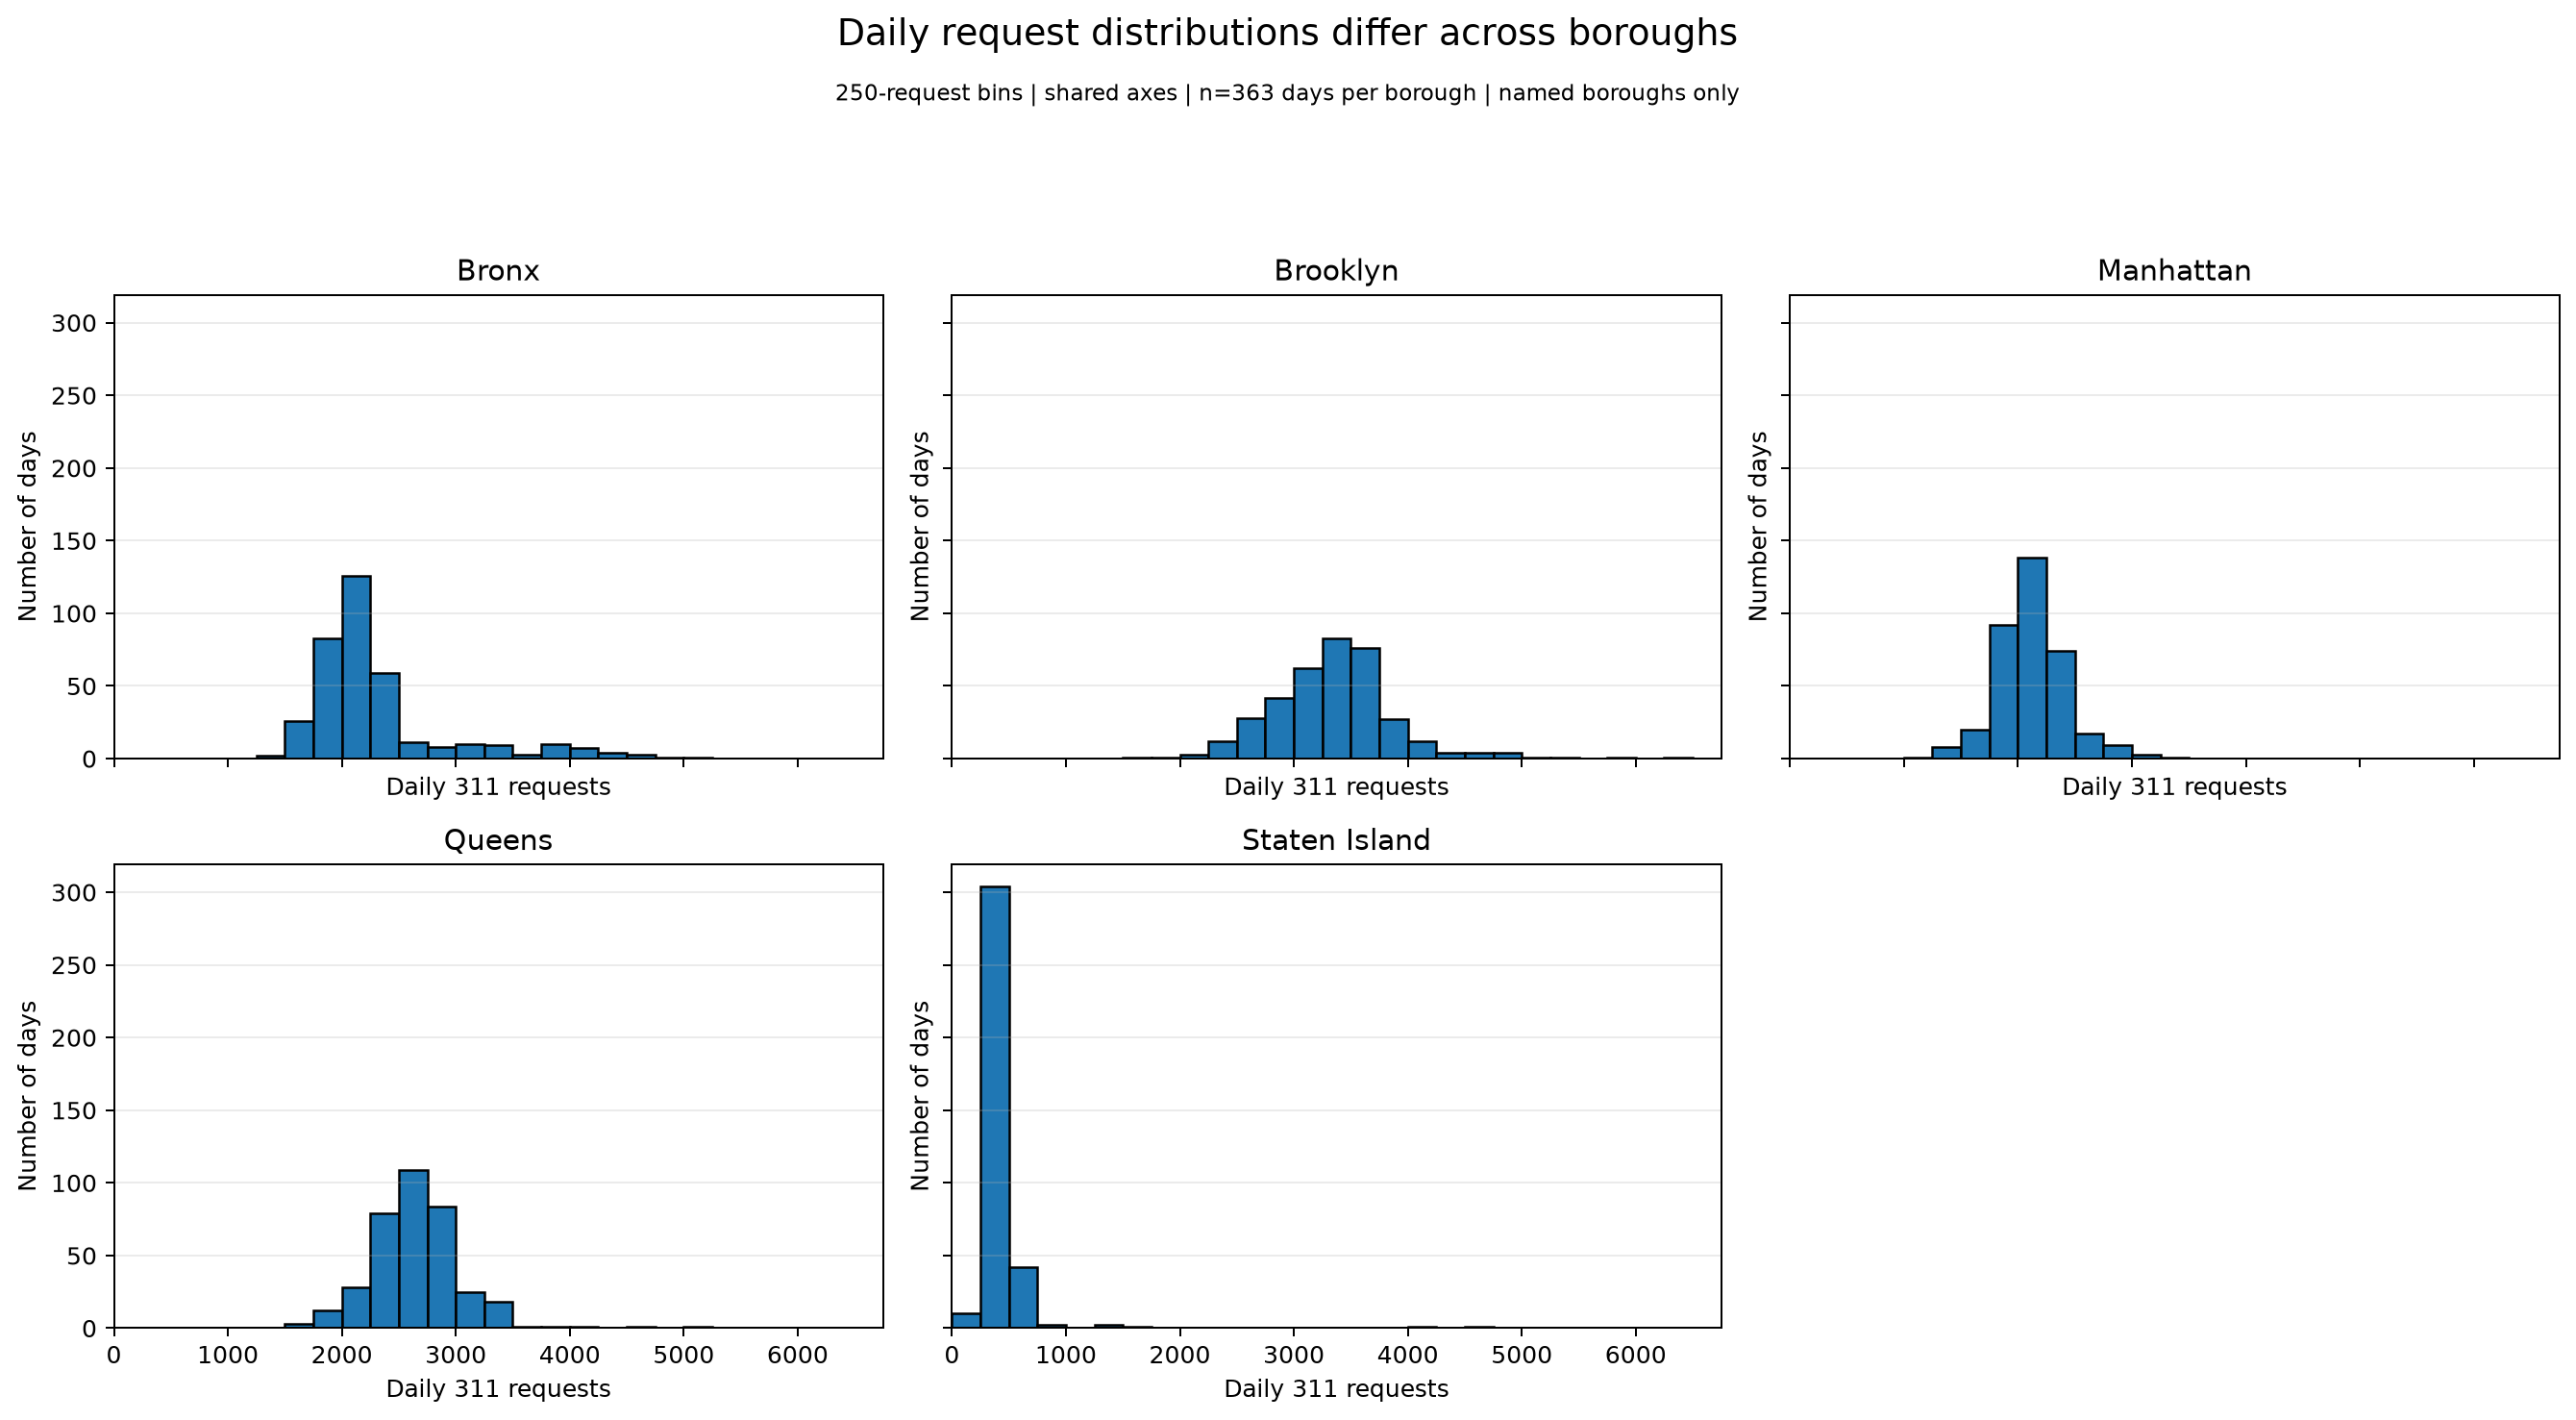 Daily request distributions differ across boroughs
250-request bins | shared axes | n=363 days per borough | named boroughs only
Bronx
Number of days
300
250
200
150
100
50
0
Daily 311 requests
Brooklyn
Number of days
Daily 311 requests
Manhattan
Number of days
Daily 311 requests
Queens
Number of days
300
250
200
150
100
50
0
0 1000 2000 3000 4000 5000 6000
Daily 311 requests
Staten Island
Number of days
0 1000 2000 3000 4000 5000 6000
Daily 311 requests